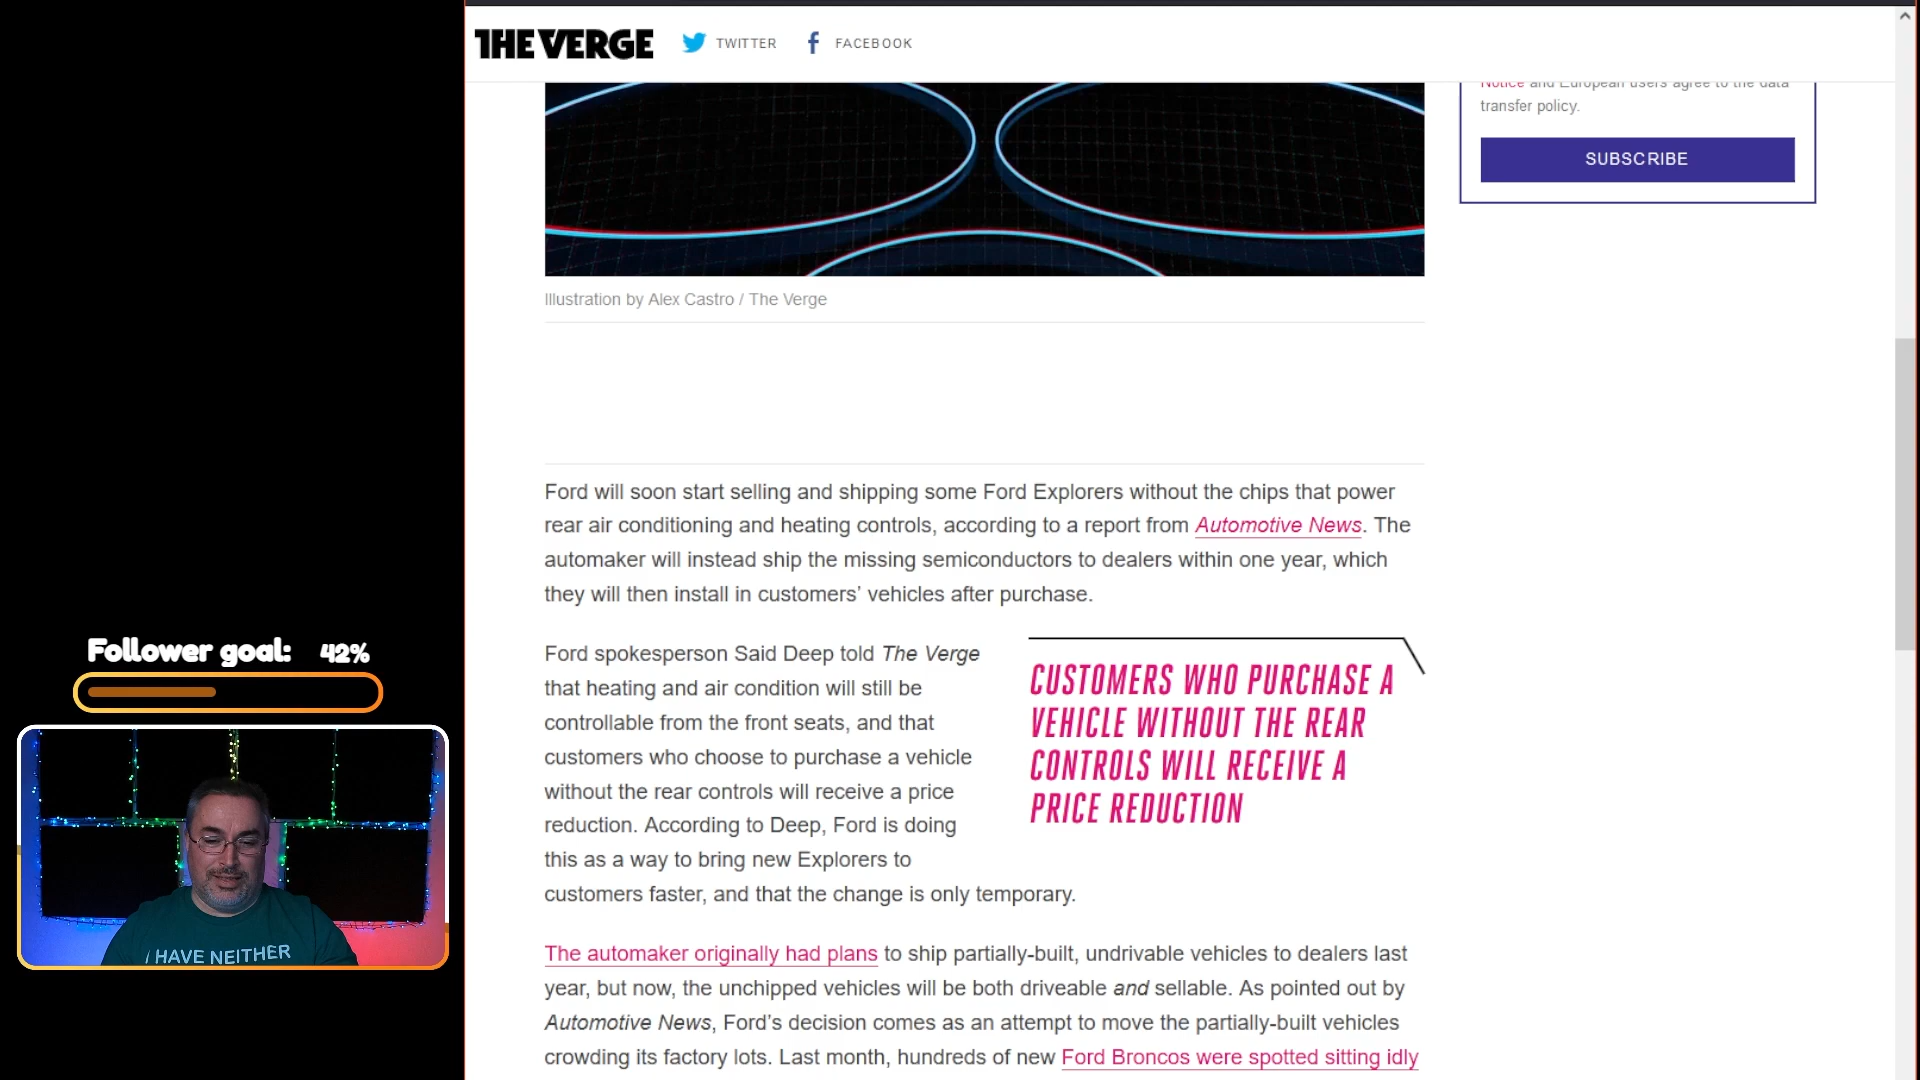 THE VERGE TWITTER FACEBOOK
Notice and European users agree to the data
transfer policy.
SUBSCRIBE
Illustration by Alex Castro / The Verge
Ford will soon start selling and shipping some Ford Explorers without the chips that power
rear air conditioning and heating controls, according to a report from Automotive News. The
automaker will instead ship the missing semiconductors to dealers within one year, which
they will then install in customers’ vehicles after purchase.
Ford spokesperson Said Deep told The Verge
that heating and air condition will still be
controllable from the front seats, and that
customers who choose to purchase a vehicle
without the rear controls will receive a price
reduction. According to Deep, Ford is doing
this as a way to bring new Explorers to
customers faster, and that the change is only temporary.
CUSTOMERS WHO PURCHASE A
VEHICLE WITHOUT THE REAR
CONTROLS WILL RECEIVE A
PRICE REDUCTION
The automaker originally had plans to ship partially-built, undrivable vehicles to dealers last
year, but now, the unchipped vehicles will be both driveable and sellable. As pointed out by
Automotive News, Ford’s decision comes as an attempt to move the partially-built vehicles
crowding its factory lots. Last month, hundreds of new Ford Broncos were spotted sitting idly
Follower goal: 42%
I HAVE NEITHER